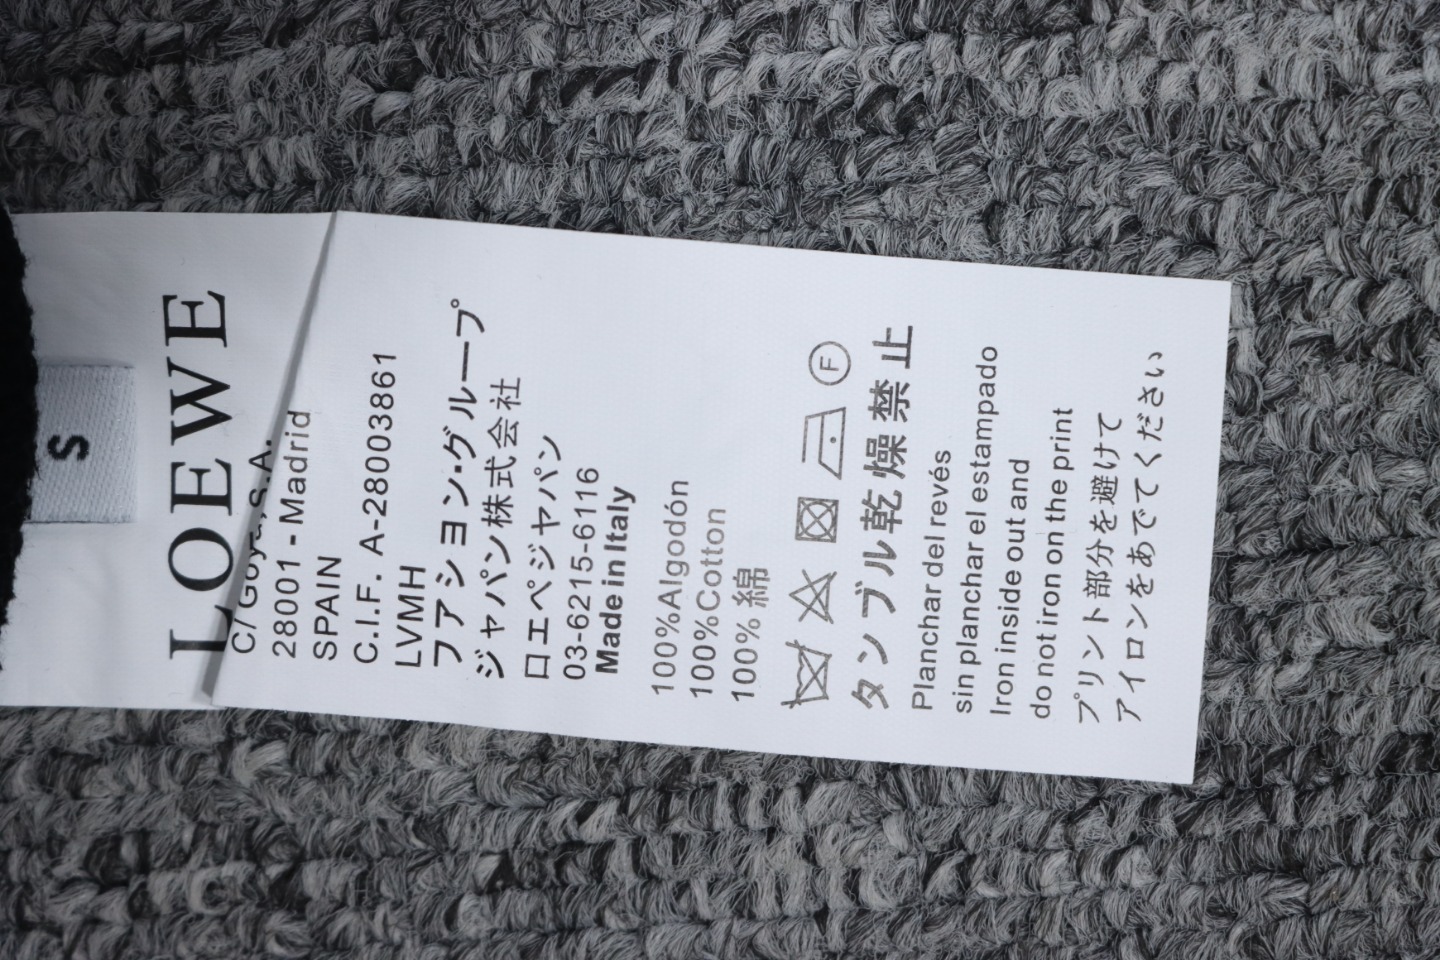 S
LOEWE
C/ Goya, S.A.
28001 - Madrid
SPAIN
C.I.F. A-28003861
LVMH
フアション·グループ
ジャパン株式会社
ロエペジヤパン
03-6215-6116
Made in Italy
100%Algodón
100%Cotton
100%綿
F
タンブル乾燥禁止
Planchar del revés
sin planchar el estampado
Iron inside out and
do not iron on the print
プリント部分を避けて
アイロンをあでてください